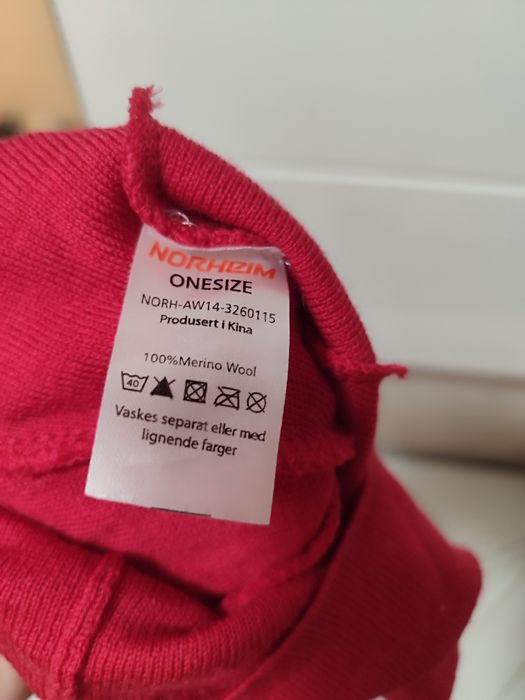 NORHEIM
ONESIZE
NORH-AW14-3260115
Produsert i Kina
100%Merino Wool
40
Vaskes separat eller med
lignende farger